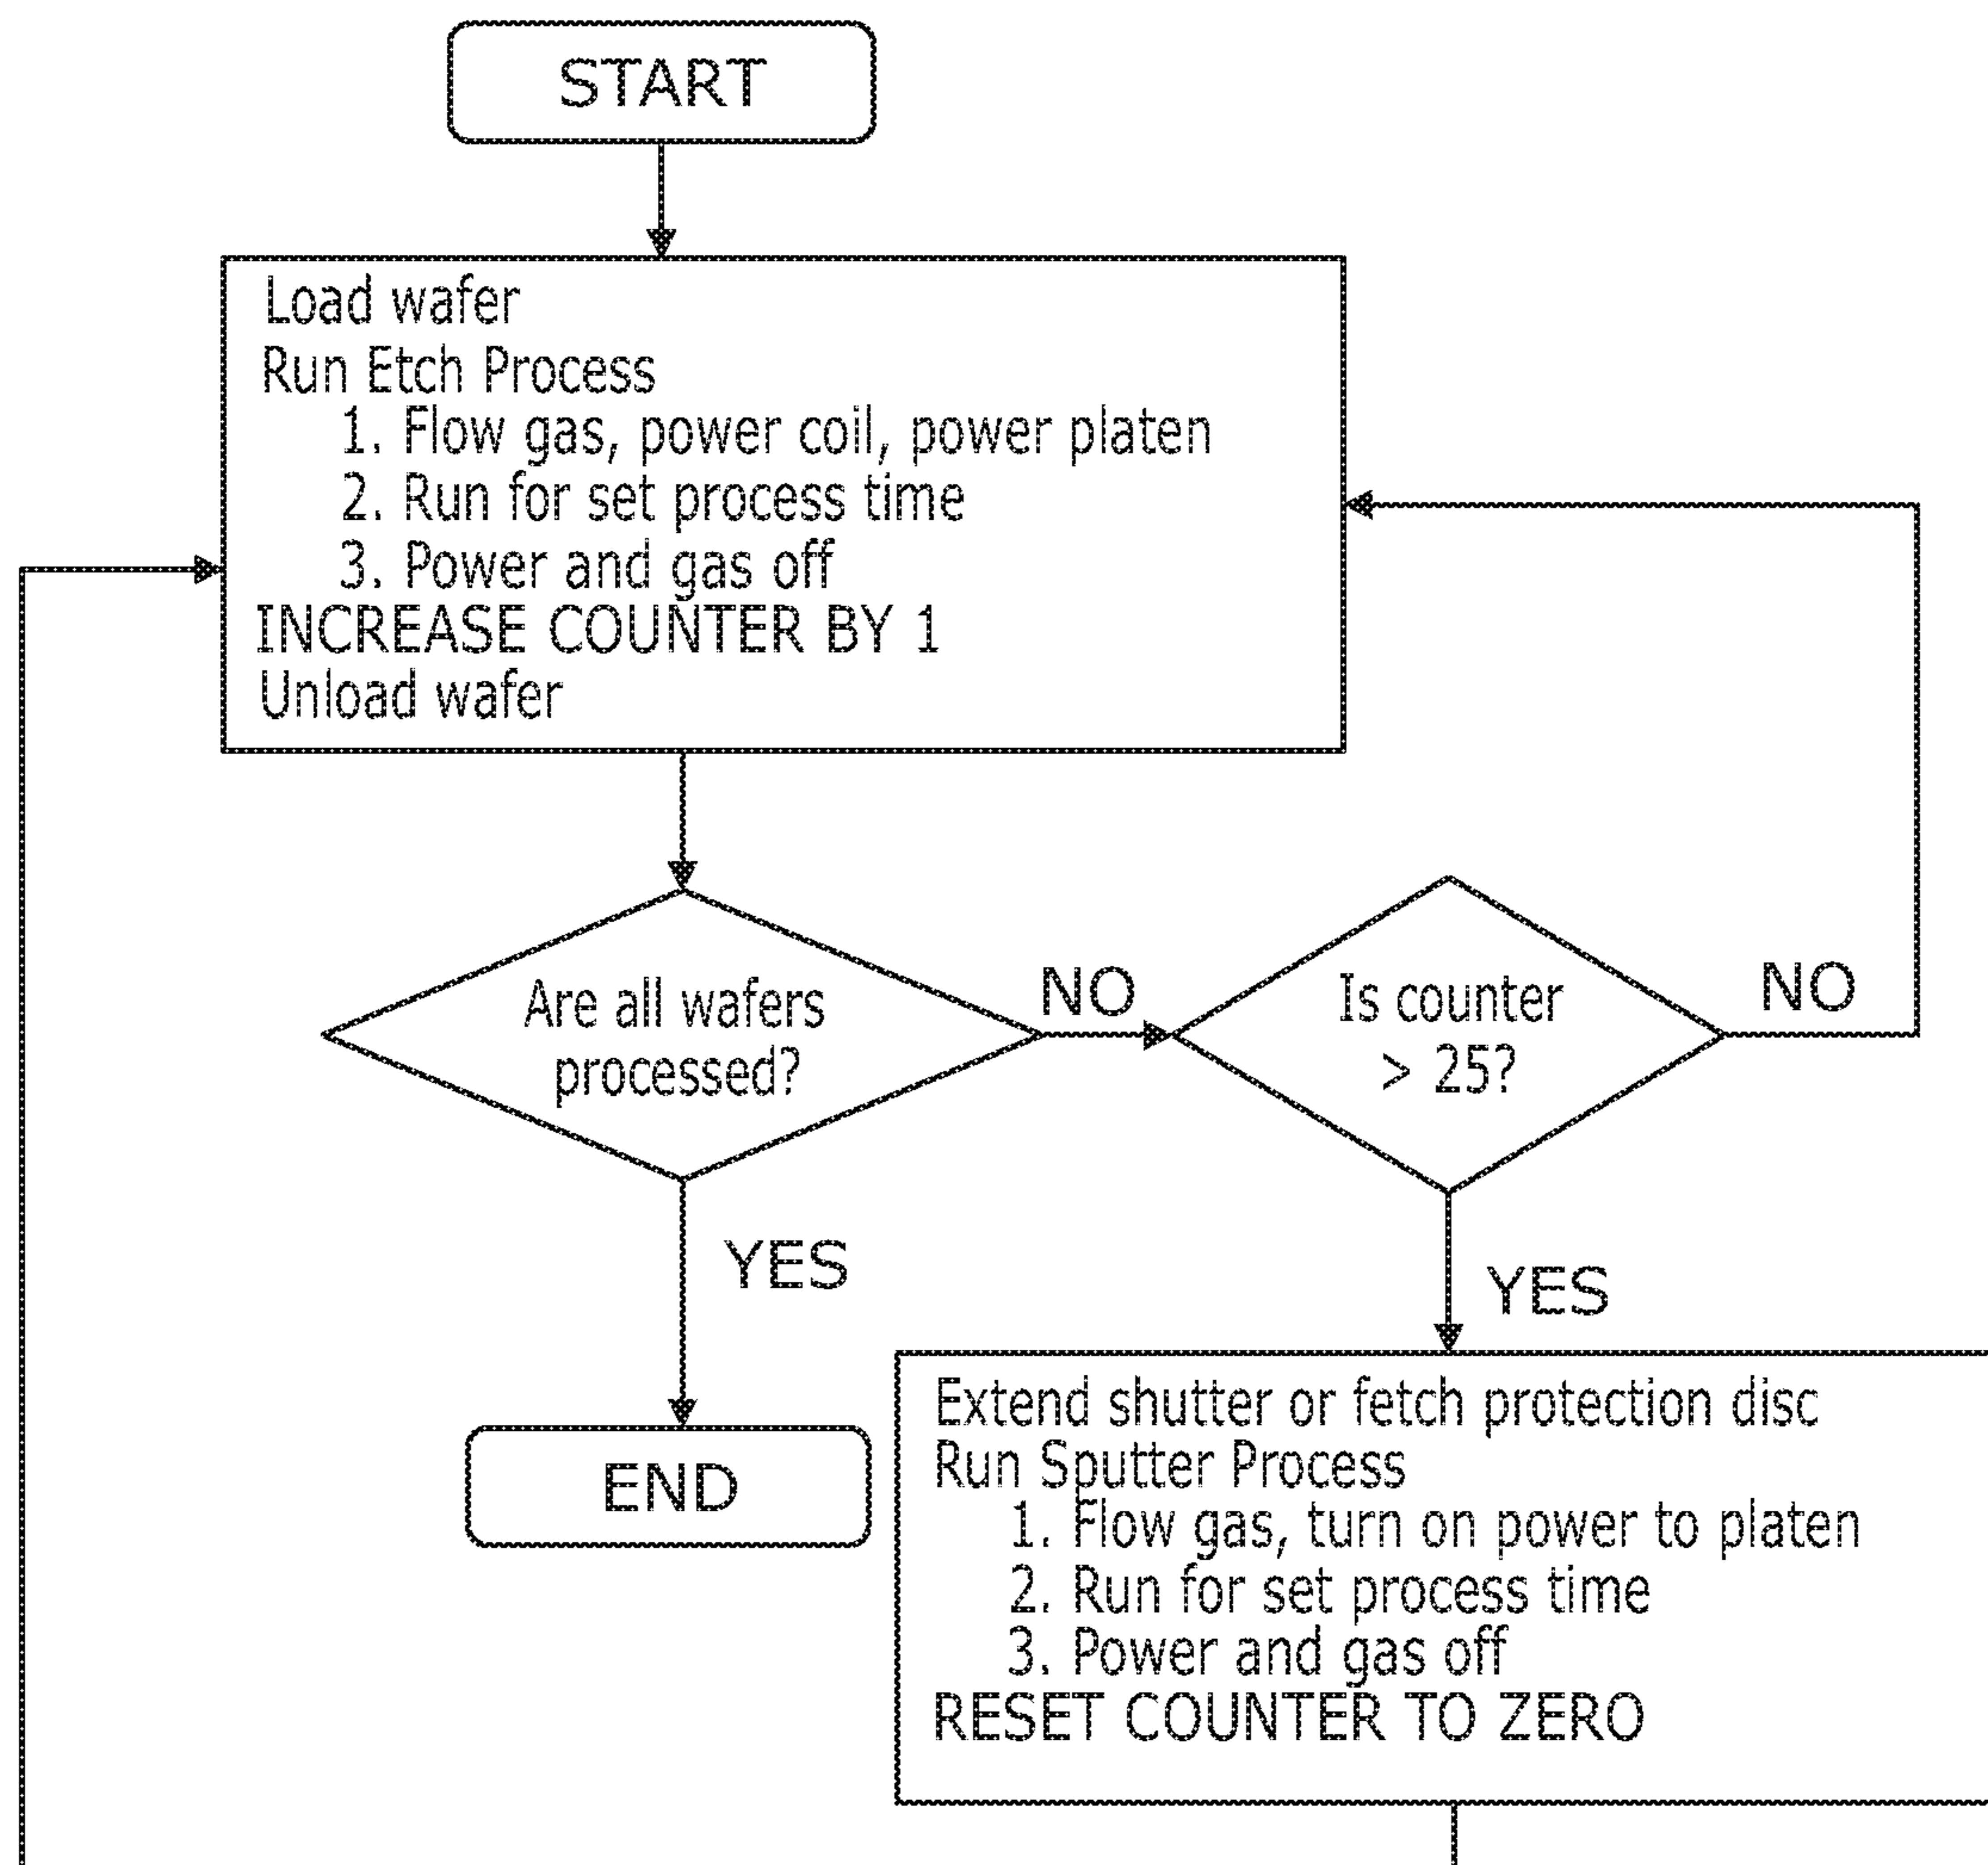 START
Load wafer
Run Etch Process
1. Flow gas, power coil, power platen
2. Run for set process time
3. Power and gas off
INCREASE COUNTER BY 1
Unload wafer
Are all wafers
processed?
NO
Is counter
> 25?
NO
YES
YES
END
Extend shutter or fetch protection disc
Run Sputter Process
1. Flow gas, turn on power to platen
2. Run for set process time
3. Power and gas off
RESET COUNTER TO ZERO